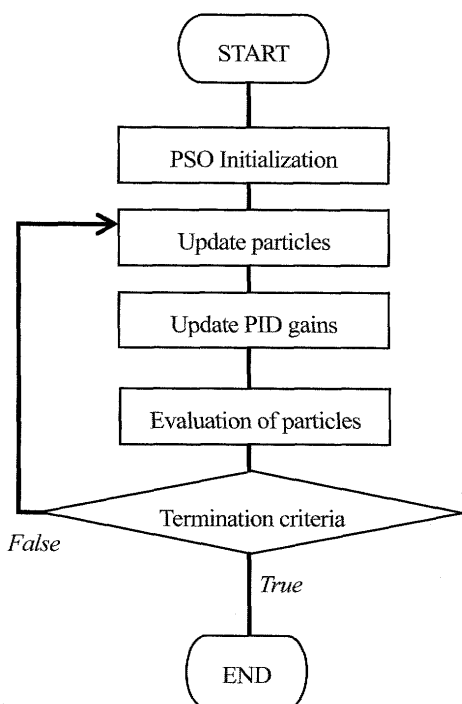 START
PSO Initialization
Update particles
Update PID gains
Evaluation of particles
Termination criteria
False
True
END